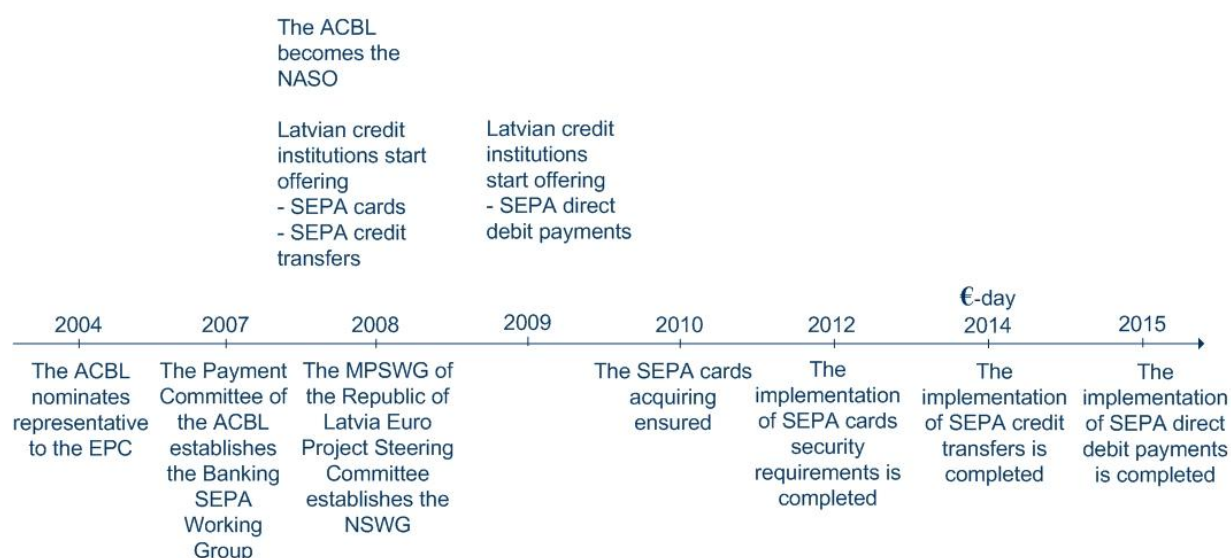 The ACBL
becomes the
NASO
Latvian credit
institutions start
offering
- SEPA cards
- SEPA credit
transfers
Latvian credit
institutions
start offering
- SEPA direct
debit payments
€-day
2004
2007
2008
2009
2010
2012
2014
2015
The ACBL
nominates
representative
to the EPC
The Payment
Committee of
the ACBL
establishes
the Banking
SEPA
Working
Group
The MPSWG of
the Republic of
Latvia Euro
Project Steering
Committee
establishes the
NSWG
The SEPA cards
acquiring
ensured
The
implementation
of SEPA cards
security
requirements is
completed
The
implementation
of SEPA credit
transfers is
completed
The
implementation
of SEPA direct
debit payments
is completed